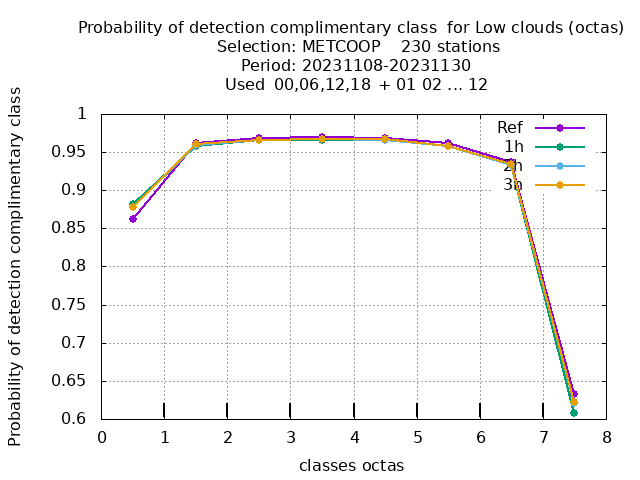 Probability of detection complimentary class  for Low clouds (octas)
Selection: METCOOP    230 stations
Period: 20231108-20231130
Used  00,06,12,18 + 01 02 ... 12
Probability of detection complimentary class
1
0.95
0.9
0.85
0.8
0.75
0.7
0.65
0.6
Ref
1h
2h
3h
0 1 2 3 4 5 6 7 8
classes octas